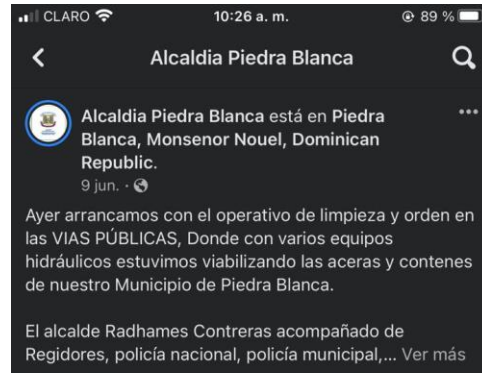 CLARO 10:26 a. m. 89 %
Alcaldia Piedra Blanca
Alcaldia Piedra Blanca está en Piedra
Blanca, Monsenor Nouel, Dominican
Republic.
9 jun. ·
Ayer arrancamos con el operativo de limpieza y orden en
las VIAS PÚBLICAS, Donde con varios equipos
hidráulicos estuvimos viabilizando las aceras y contenes
de nuestro Municipio de Piedra Blanca.
El alcalde Radhames Contreras acompañado de
Regidores, policía nacional, policía municipal,... Ver más